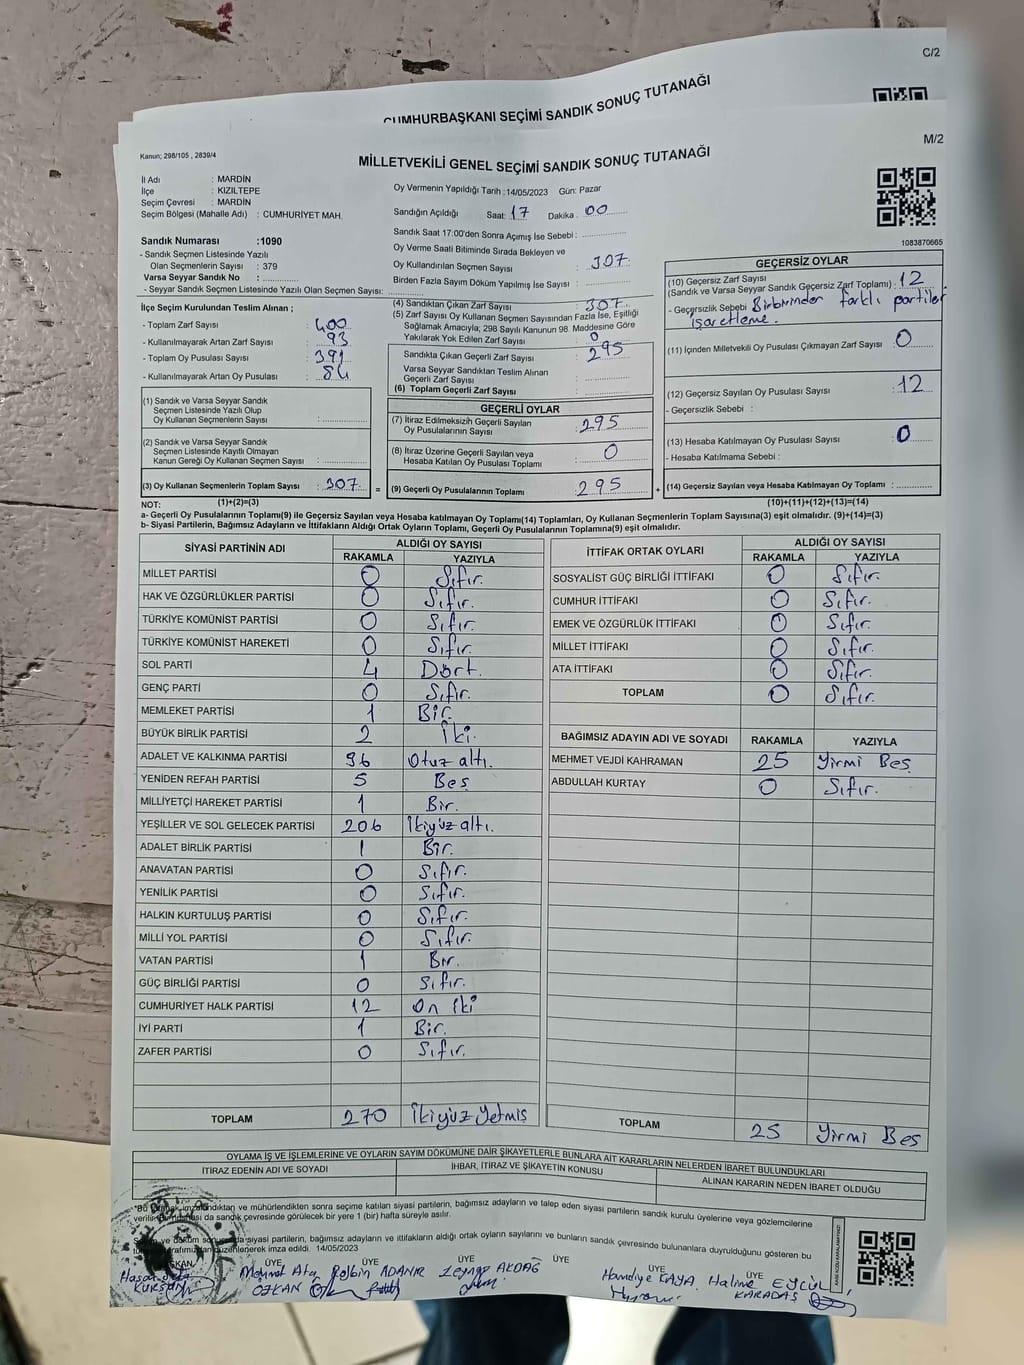 C/2
CUMHURBAŞKANI SEÇİMİ SANDIK SONUÇ TUTANAĞI
M/2
Kanun; 298/105 , 2839/4
MİLLETVEKİLİ GENEL SEÇİMİ SANDIK SONUÇ TUTANAĞI
İl Adı : MARDİN
İlçe : KIZILTEPE
Seçim Çevresi : MARDİN
Seçim Bölgesi (Mahalle Adı) : CUMHURİYET MAH.
Sandık Numarası :1090
- Sandık Seçmen Listesinde Yazılı
Olan Seçmenlerin Sayısı : 379
Varsa Seyyar Sandık No :
- Seyyar Sandık Seçmen Listesinde Yazılı Olan Seçmen Sayısı:
Oy Vermenin Yapıldığı Tarih :14/05/2023 Gün: Pazar
Sandığın Açıldığı Saat: 17 Dakika : 00
Sandık Saat 17:00'den Sonra Açımış İse Sebebi :
Oy Verme Saati Bitiminde Sırada Bekleyen ve
Oy Kullandırılan Seçmen Sayısı : 307
Birden Fazla Sayım Döküm Yapılmış İse Sayısı :
1083870665
İlçe Seçim Kurulundan Teslim Alınan ;
- Toplam Zarf Sayısı : 400
- Kullanılmayarak Artan Zarf Sayısı : 93
- Toplam Oy Pusulası Sayısı : 391
- Kullanılmayarak Artan Oy Pusulası : 84
(4) Sandıktan Çıkan Zarf Sayısı : 307
(5) Zarf Sayısı Oy Kullanan Seçmen Sayısından Fazla İse, Eşitliği
Sağlamak Amacıyla; 298 Sayılı Kanunun 98. Maddesine Göre
Yakılarak Yok Edilen Zarf Sayısı : 0
Sandıkta Çıkan Geçerli Zarf Sayısı : 295
Varsa Seyyar Sandıktan Teslim Alınan
Geçerli Zarf Sayısı :
(6) Toplam Geçerli Zarf Sayısı :
GEÇERSİZ OYLAR
(10) Geçersiz Zarf Sayısı
(Sandık ve Varsa Seyyar Sandık Geçersiz Zarf Toplamı) : 12
- Geçersizlik Sebebi : Birbirinden farklı partileri
işaretleme.
(11) İçinden Milletvekili Oy Pusulası Çıkmayan Zarf Sayısı : 0
(12) Geçersiz Sayılan Oy Pusulası Sayısı : 12
- Geçersizlik Sebebi :
(13) Hesaba Katılmayan Oy Pusulası Sayısı : 0
- Hesaba Katılmama Sebebi :
(14) Geçersiz Sayılan veya Hesaba Katılmayan Oy Toplamı :
(10)+(11)+(12)+(13)=(14)
(1) Sandık ve Varsa Seyyar Sandık
Seçmen Listesinde Yazılı Olup
Oy Kullanan Seçmenlerin Sayısı :
(2) Sandık ve Varsa Seyyar Sandık
Seçmen Listesinde Kayıtlı Olmayan
Kanun Gereği Oy Kullanan Seçmen Sayısı :
(3) Oy Kullanan Seçmenlerin Toplam Sayısı : 307 =
(1)+(2)=(3)
GEÇERLİ OYLAR
(7) İtiraz Edilmeksizin Geçerli Sayılan
Oy Pusulalarının Sayısı : 295
(8) İtiraz Üzerine Geçerli Sayılan veya
Hesaba Katılan Oy Pusulası Toplamı : 0
(9) Geçerli Oy Pusulalarının Toplamı : 295 +
NOT:
a- Geçerli Oy Pusulalarının Toplamı(9) ile Geçersiz Sayılan veya Hesaba katılmayan Oy Toplamı(14) Toplamları, Oy Kullanan Seçmenlerin Toplam Sayısına(3) eşit olmalıdır. (9)+(14)=(3)
b- Siyasi Partilerin, Bağımsız Adayların ve İttifakların Aldığı Ortak Oyların Toplamı, Geçerli Oy Pusulalarının Toplamına(9) eşit olmalıdır.
SİYASİ PARTİNİN ADI ALDIĞI OY SAYISI
RAKAMLA YAZIYLA
MİLLET PARTİSİ 0 Sıfır.
HAK VE ÖZGÜRLÜKLER PARTİSİ 0 Sıfır.
TÜRKİYE KOMÜNİST PARTİSİ 0 Sıfır.
TÜRKİYE KOMÜNİST HAREKETİ 0 Sıfır.
SOL PARTİ 4 Dört.
GENÇ PARTİ 0 Sıfır.
MEMLEKET PARTİSİ 1 Bir.
BÜYÜK BİRLİK PARTİSİ 2 İki.
ADALET VE KALKINMA PARTİSİ 36 Otuz altı.
YENİDEN REFAH PARTİSİ 5 Beş
MİLLİYETÇİ HAREKET PARTİSİ 1 Bir.
YEŞİLLER VE SOL GELECEK PARTİSİ 206 İkiyüz altı.
ADALET BİRLİK PARTİSİ 1 Bir.
ANAVATAN PARTİSİ 0 Sıfır.
YENİLİK PARTİSİ 0 Sıfır.
HALKIN KURTULUŞ PARTİSİ 0 Sıfır.
MİLLİ YOL PARTİSİ 0 Sıfır.
VATAN PARTİSİ 1 Bir.
GÜÇ BİRLİĞİ PARTİSİ 0 Sıfır.
CUMHURİYET HALK PARTİSİ 12 On iki
İYİ PARTİ 1 Bir.
ZAFER PARTİSİ 0 Sıfır.
TOPLAM 270 İkiyüz Yetmiş
İTTİFAK ORTAK OYLARI ALDIĞI OY SAYISI
RAKAMLA YAZIYLA
SOSYALİST GÜÇ BİRLİĞİ İTTİFAKI 0 Sıfır.
CUMHUR İTTİFAKI 0 Sıfır.
EMEK VE ÖZGÜRLÜK İTTİFAKI 0 Sıfır.
MİLLET İTTİFAKI 0 Sıfır.
ATA İTTİFAKI 0 Sıfır.
TOPLAM 0 Sıfır.
BAĞIMSIZ ADAYIN ADI VE SOYADI RAKAMLA YAZIYLA
MEHMET VEJDİ KAHRAMAN 25 Yirmi Beş
ABDULLAH KURTAY 0 Sıfır.
TOPLAM 25 Yirmi Beş
OYLAMA İŞ VE İŞLEMLERİNE VE OYLARIN SAYIM DÖKÜMÜNE DAİR ŞİKAYETLERLE BUNLARA AİT KARARLARIN NELERDEN İBARET BULUNDUKLARI
İTİRAZ EDENİN ADI VE SOYADI İHBAR, İTİRAZ VE ŞİKAYETİN KONUSU ALINAN KARARIN NEDEN İBARET OLDUĞU
imzalandıktan ve mühürlendikten sonra seçime katılan siyasi partilerin, bağımsız adayların ve talep eden siyasi partilerin sandık kurulu üyelerine veya gözlemcilerine
da sandık çevresinde görülecek bir yere 1 (bir) hafta süreyle asılır.
siyasi partilerin, bağımsız adayların ve ittifakların aldığı ortak oyların sayılarını ve bunların sandık çevresinde bulunanlara duyrulduğunu gösteren bu
düzenlenerek imza edildi. 14/05/2023
ÜYE ÜYE ÜYE ÜYE ÜYE ÜYE
Mehmet Ata ÖZKAN
ADANIR
Zeynep AKDAĞ
Hamdiye KAYA
Halime EYLÜL KARADAŞ